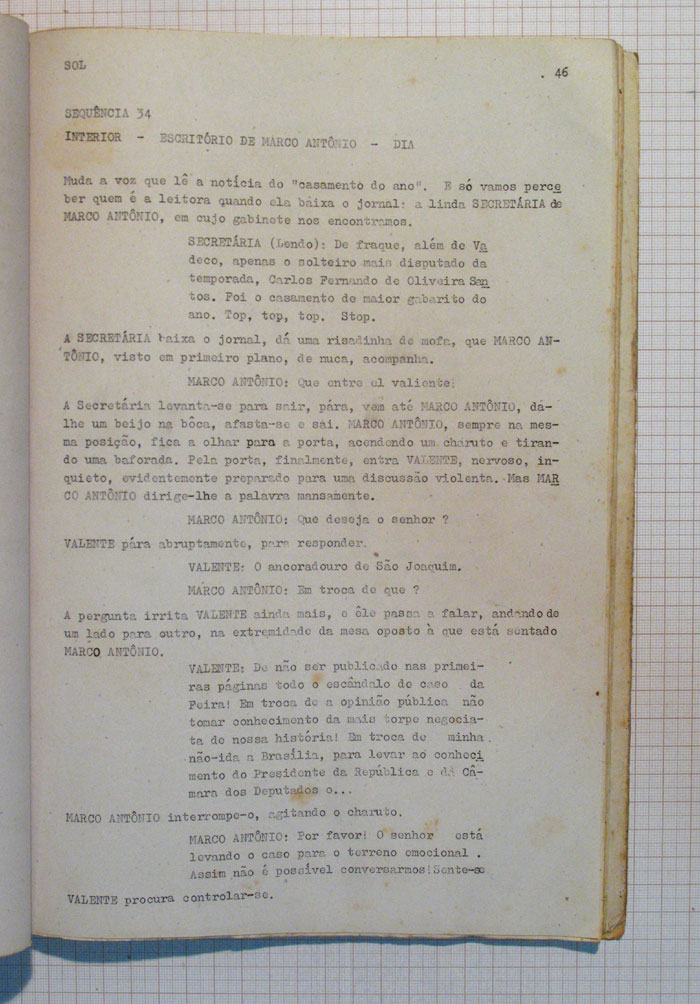 SOL
. 46
SEQUÊNCIA 34
INTERIOR - ESCRITÓRIO DE MARCO ANTÔNIO - DIA
Muda a voz que lê a notícia do "casamento do ano". E só vamos perce
ber quem é a leitora quando ela baixa o jornal: a linda SECRETÁRIA de
MARCO ANTÔNIO, em cujo gabinete nos encontramos.
SECRETÁRIA (Lendo): De fraque, além de Va
deco, apenas o solteiro mais disputado da
temporada, Carlos Fernando de Oliveira San
tos. Foi o casamento de maior gabarito do
ano. Top, top, top. Stop.
A SECRETÁRIA baixa o jornal, dá uma risadinha de mofa, que MARCO AN-
TÔNIO, visto em primeiro plano, de nuca, acompanha.
MARCO ANTÔNIO: Que entre el valiente!
A Secretária levanta-se para sair, pára, vem até MARCO ANTÔNIO, dá-
lhe um beijo na bôca, afasta-se e sái. MARCO ANTÔNIO, sempre na mes-
ma posição, fica a olhar para a porta, acendendo um charuto e tiran-
do uma baforada. Pela porta, finalmente, entra VALENTE, nervoso, in-
quieto, evidentemente preparado para uma discussão violenta. Mas MAR
CO ANTÔNIO dirige-lhe a palavra mansamente.
MARCO ANTÔNIO: Que deseja o senhor ?
VALENTE pára abruptamente, para responder.
VALENTE: O ancoradouro de São Joaquim.
MARCO ANTÔNIO: Em troca de que ?
A pergunta irrita VALENTE ainda mais, e êle passa a falar, andando de
um lado para outro, na extremidade da mesa oposto à que está sentado
MARCO ANTÔNIO.
VALENTE: De não ser publicado nas primei-
ras páginas todo o escândalo do caso da
Feira! Em troca de a opinião pública não
tomar conhecimento da mais torpe negocia-
ta de nossa história! Em troca de minha
não-ida a Brasília, para levar ao conheci
mento do Presidente da República e da Câ-
mara dos Deputados o...
MARCO ANTÔNIO interrompe-o, agitando o charuto.
MARCO ANTÔNIO: Por favor! O senhor está
levando o caso para o terreno emocional .
Assim não é possível conversarmos!Sente-se
VALENTE procura controlar-se.